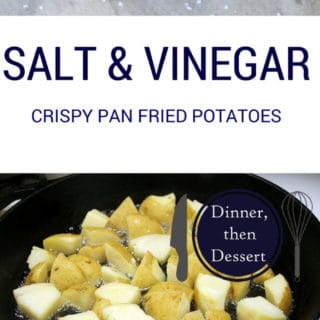 SALT & VINEGAR
CRISPY PAN FRIED POTATOES
Dinner,
then
Dessert